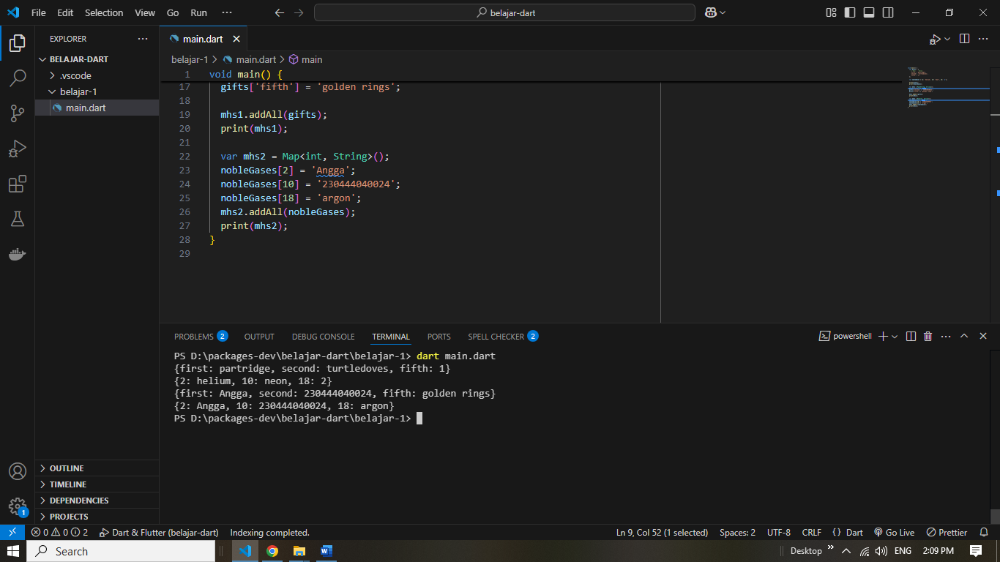 File Edit Selection View Go Run ···
belajar-dart
EXPLORER ···
BELAJAR-DART
.vscode
belajar-1
main.dart
main.dart
belajar-1 > main.dart > main
1 void main() {
17 gifts['fifth'] = 'golden rings';
18
19 mhs1.addAll(gifts);
20 print(mhs1);
21
22 var mhs2 = Map<int, String>();
23 nobleGases[2] = 'Angga';
24 nobleGases[10] = '230444040024';
25 nobleGases[18] = 'argon';
26 mhs2.addAll(nobleGases);
27 print(mhs2);
28 }
29
PROBLEMS 2 OUTPUT DEBUG CONSOLE TERMINAL PORTS SPELL CHECKER 2
powershell
PS D:\packages-dev\belajar-dart\belajar-1> dart main.dart
{first: partridge, second: turtledoves, fifth: 1}
{2: helium, 10: neon, 18: 2}
{first: Angga, second: 230444040024, fifth: golden rings}
{2: Angga, 10: 230444040024, 18: argon}
PS D:\packages-dev\belajar-dart\belajar-1>
OUTLINE
TIMELINE
DEPENDENCIES
PROJECTS
1
0 0 2 Dart & Flutter (belajar-dart) Indexing completed. Ln 9, Col 52 (1 selected) Spaces: 2 UTF-8 CRLF {} Dart Go Live Prettier
Search Desktop ENG 2:09 PM